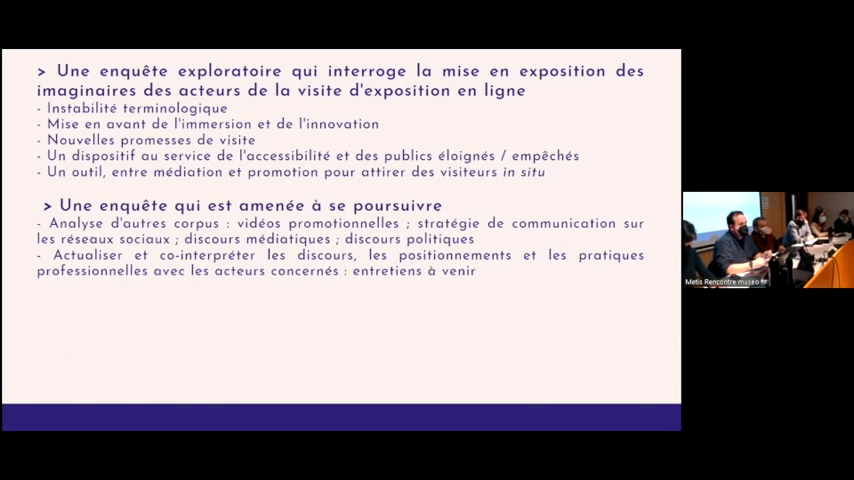 > Une enquête exploratoire qui interroge la mise en exposition des
imaginaires des acteurs de la visite d'exposition en ligne
- Instabilité terminologique
- Mise en avant de l'immersion et de l'innovation
- Nouvelles promesses de visite
- Un dispositif au service de l'accessibilité et des publics éloignés / empêchés
- Un outil, entre médiation et promotion pour attirer des visiteurs in situ
> Une enquête qui est amenée à se poursuivre
- Analyse d'autres corpus : vidéos promotionnelles ; stratégie de communication sur
les réseaux sociaux ; discours médiatiques ; discours politiques
- Actualiser et co-interpréter les discours, les positionnements et les pratiques
professionnelles avec les acteurs concernés : entretiens à venir
Metis Rencontre museo